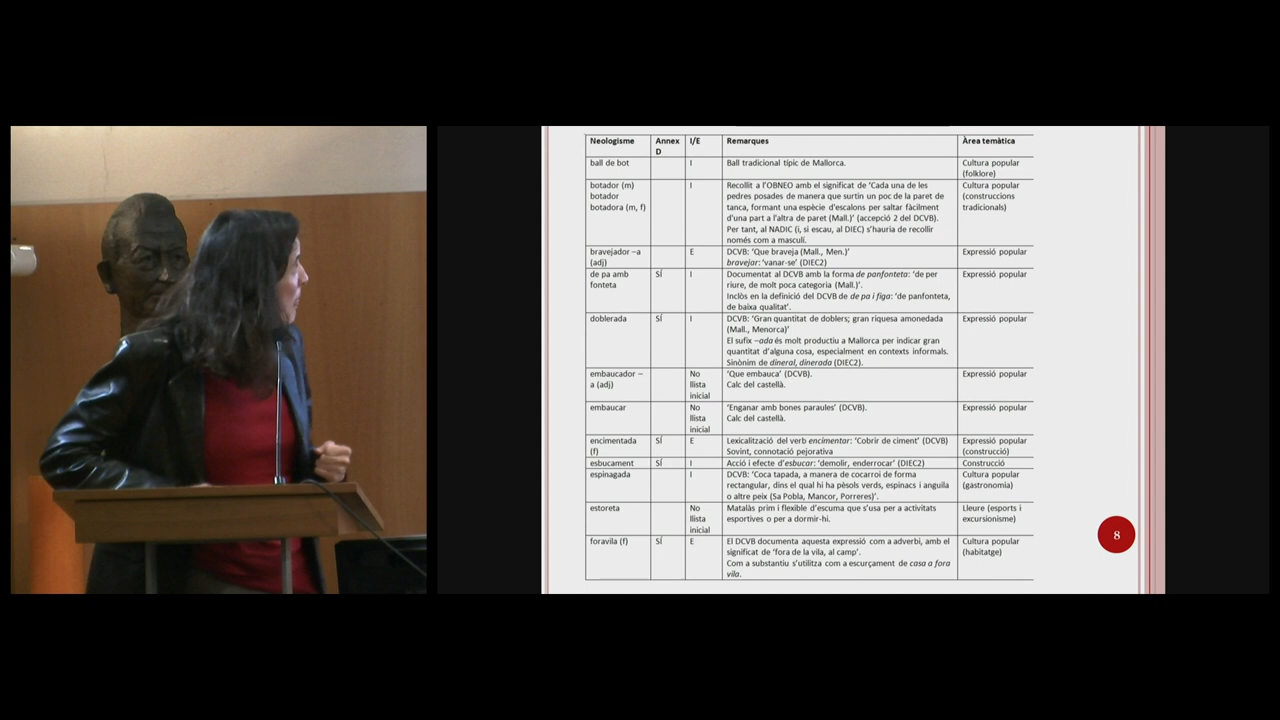 Neologisme Annex D I/E Remarques Àrea temàtica
ball de bot I Ball tradicional típic de Mallorca. Cultura popular (folklore)
botador (m)
botador
botadora (m, f)
I
Recollit a l'OBNEO amb el significat de 'Cada una de les
pedres posades de manera que surtin un poc de la paret de
tanca, formant una espècie d'escalons per saltar fàcilment
d'una part a l'altra de paret (Mall.)' (accepció 2 del DCVB).
Per tant, al NADIC (i, si escau, al DIEC) s'hauria de recollir
només com a masculí.
Cultura popular
(construccions
tradicionals)
bravejador –a
(adj)
E
DCVB: 'Que braveja (Mall., Men.)'
bravejar: 'vanar-se' (DIEC2)
Expressió popular
de pa amb
fonteta
SÍ
I
Documentat al DCVB amb la forma de panfonteta: 'de per
riure, de molt poca categoria (Mall.)'.
Inclòs en la definició del DCVB de de pa i figa: 'de panfonteta,
de baixa qualitat'.
Expressió popular
doblerada
SÍ
I
DCVB: 'Gran quantitat de doblers; gran riquesa amonedada
(Mall., Menorca)'
El sufix –ada és molt productiu a Mallorca per indicar gran
quantitat d'alguna cosa, especialment en contexts informals.
Sinònim de dineral, dinerada (DIEC2).
Expressió popular
embaucador –
a (adj)
No
llista
inicial
'Que embauca' (DCVB).
Calc del castellà.
Expressió popular
embaucar
No
llista
inicial
'Enganar amb bones paraules' (DCVB).
Calc del castellà.
Expressió popular
encimentada
(f)
SÍ
E
Lexicalització del verb encimentar: 'Cobrir de ciment' (DCVB)
Sovint, connotació pejorativa
Expressió popular
(construcció)
esbucament
SÍ
I
Acció i efecte d'esbucar: 'demolir, enderrocar' (DIEC2)
Construcció
espinagada
I
DCVB: 'Coca tapada, a manera de cocarroi de forma
rectangular, dins el qual hi ha pèsols verds, espinacs i anguila
o altre peix (Sa Pobla, Mancor, Porreres)'.
Cultura popular
(gastronomia)
estoreta
No
llista
inicial
Matalàs prim i flexible d'escuma que s'usa per a activitats
esportives o per a dormir-hi.
Lleure (esports i
excursionisme)
foravila (f)
SÍ
E
El DCVB documenta aquesta expressió com a adverbi, amb el
significat de 'fora de la vila, al camp'.
Com a substantiu s'utilitza com a escurçament de casa a fora
vila.
Cultura popular
(habitatge)
8